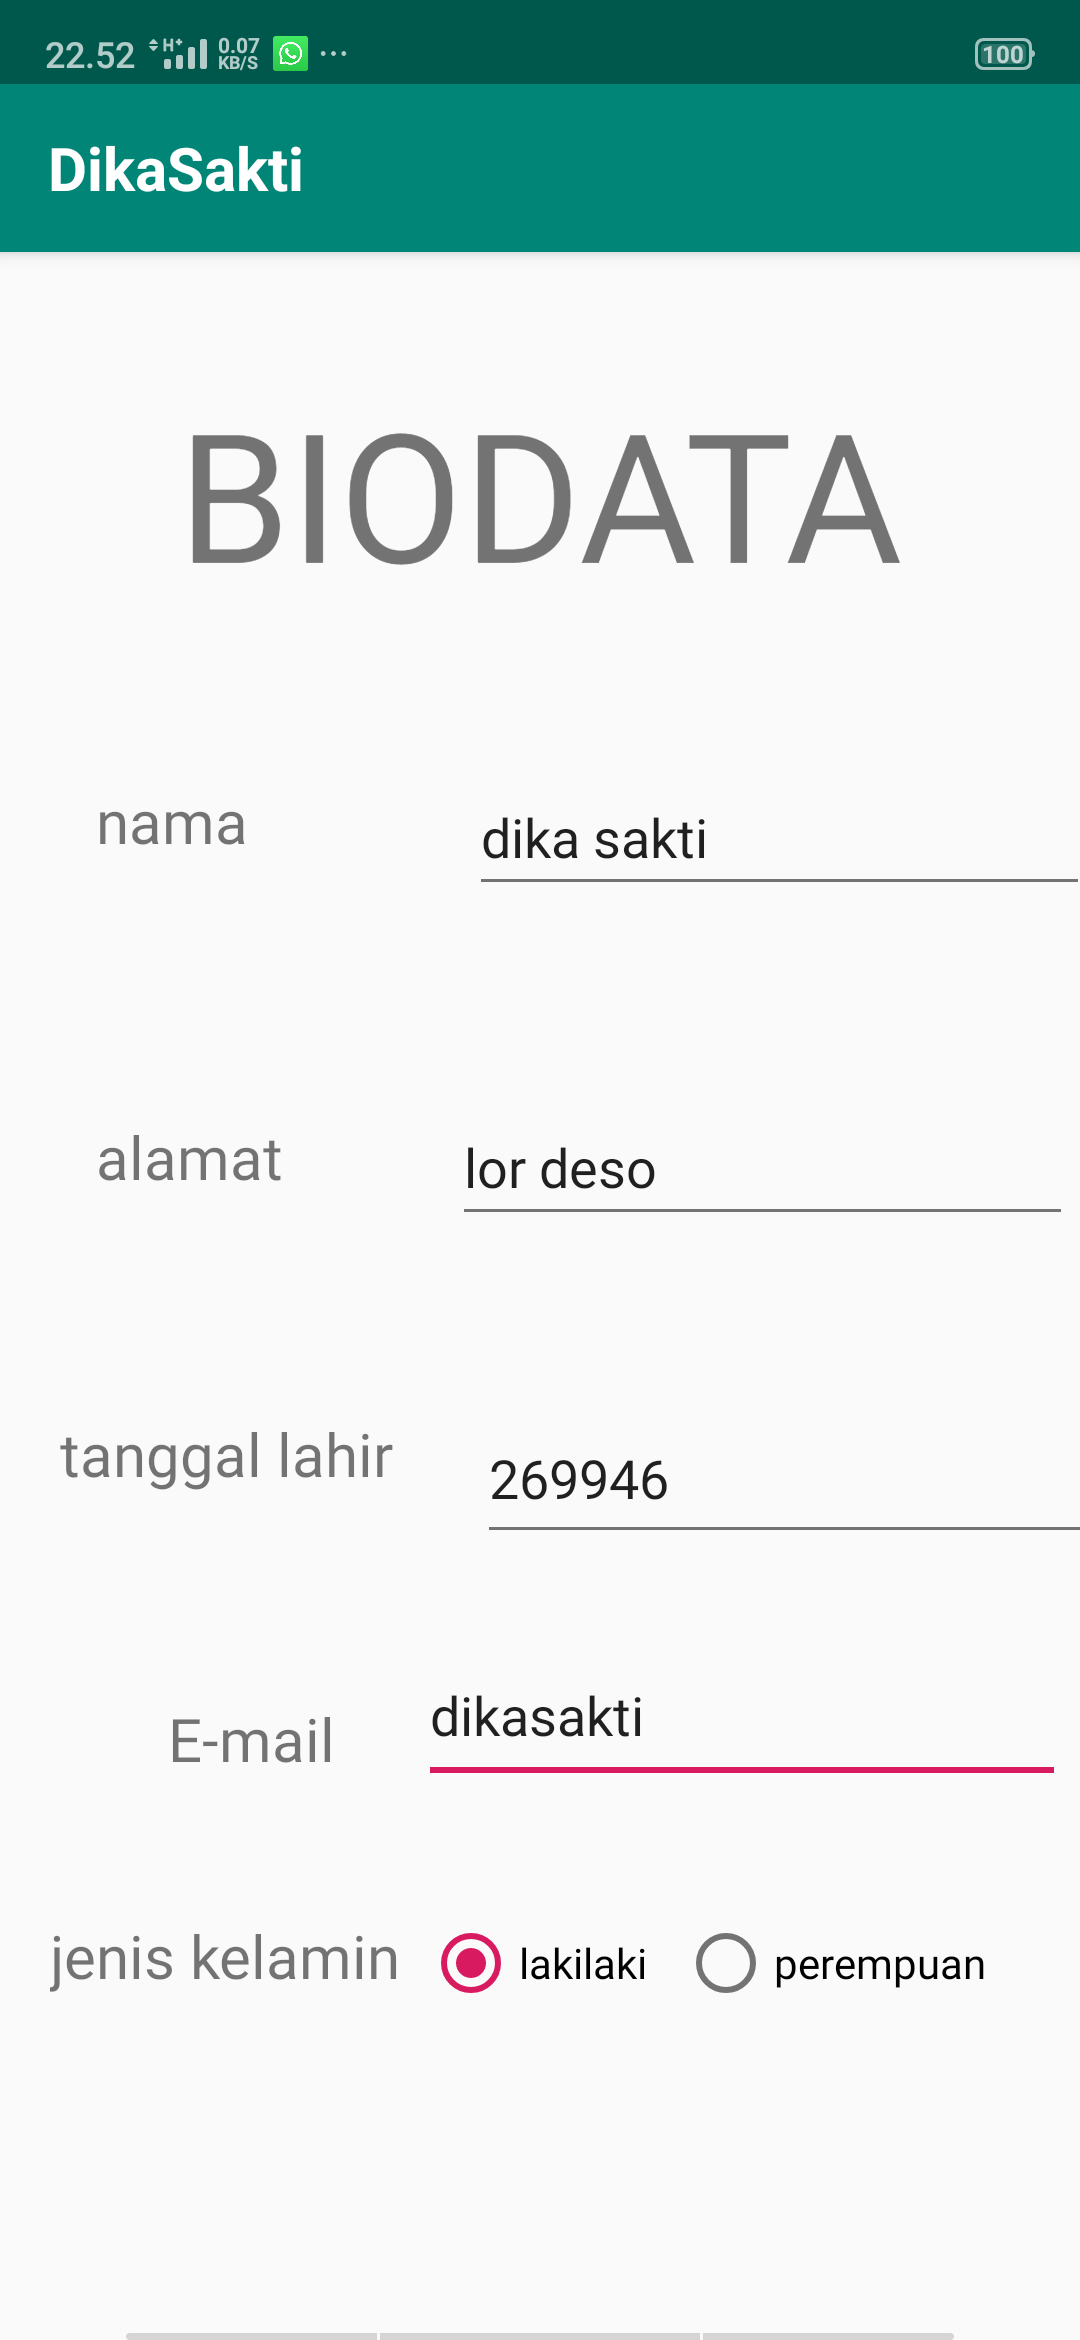 22.52 H+ 0.07 KB/S ... 100
DikaSakti
BIODATA
nama dika sakti
alamat lor deso
tanggal lahir 269946
E-mail dikasakti
jenis kelamin lakilaki perempuan